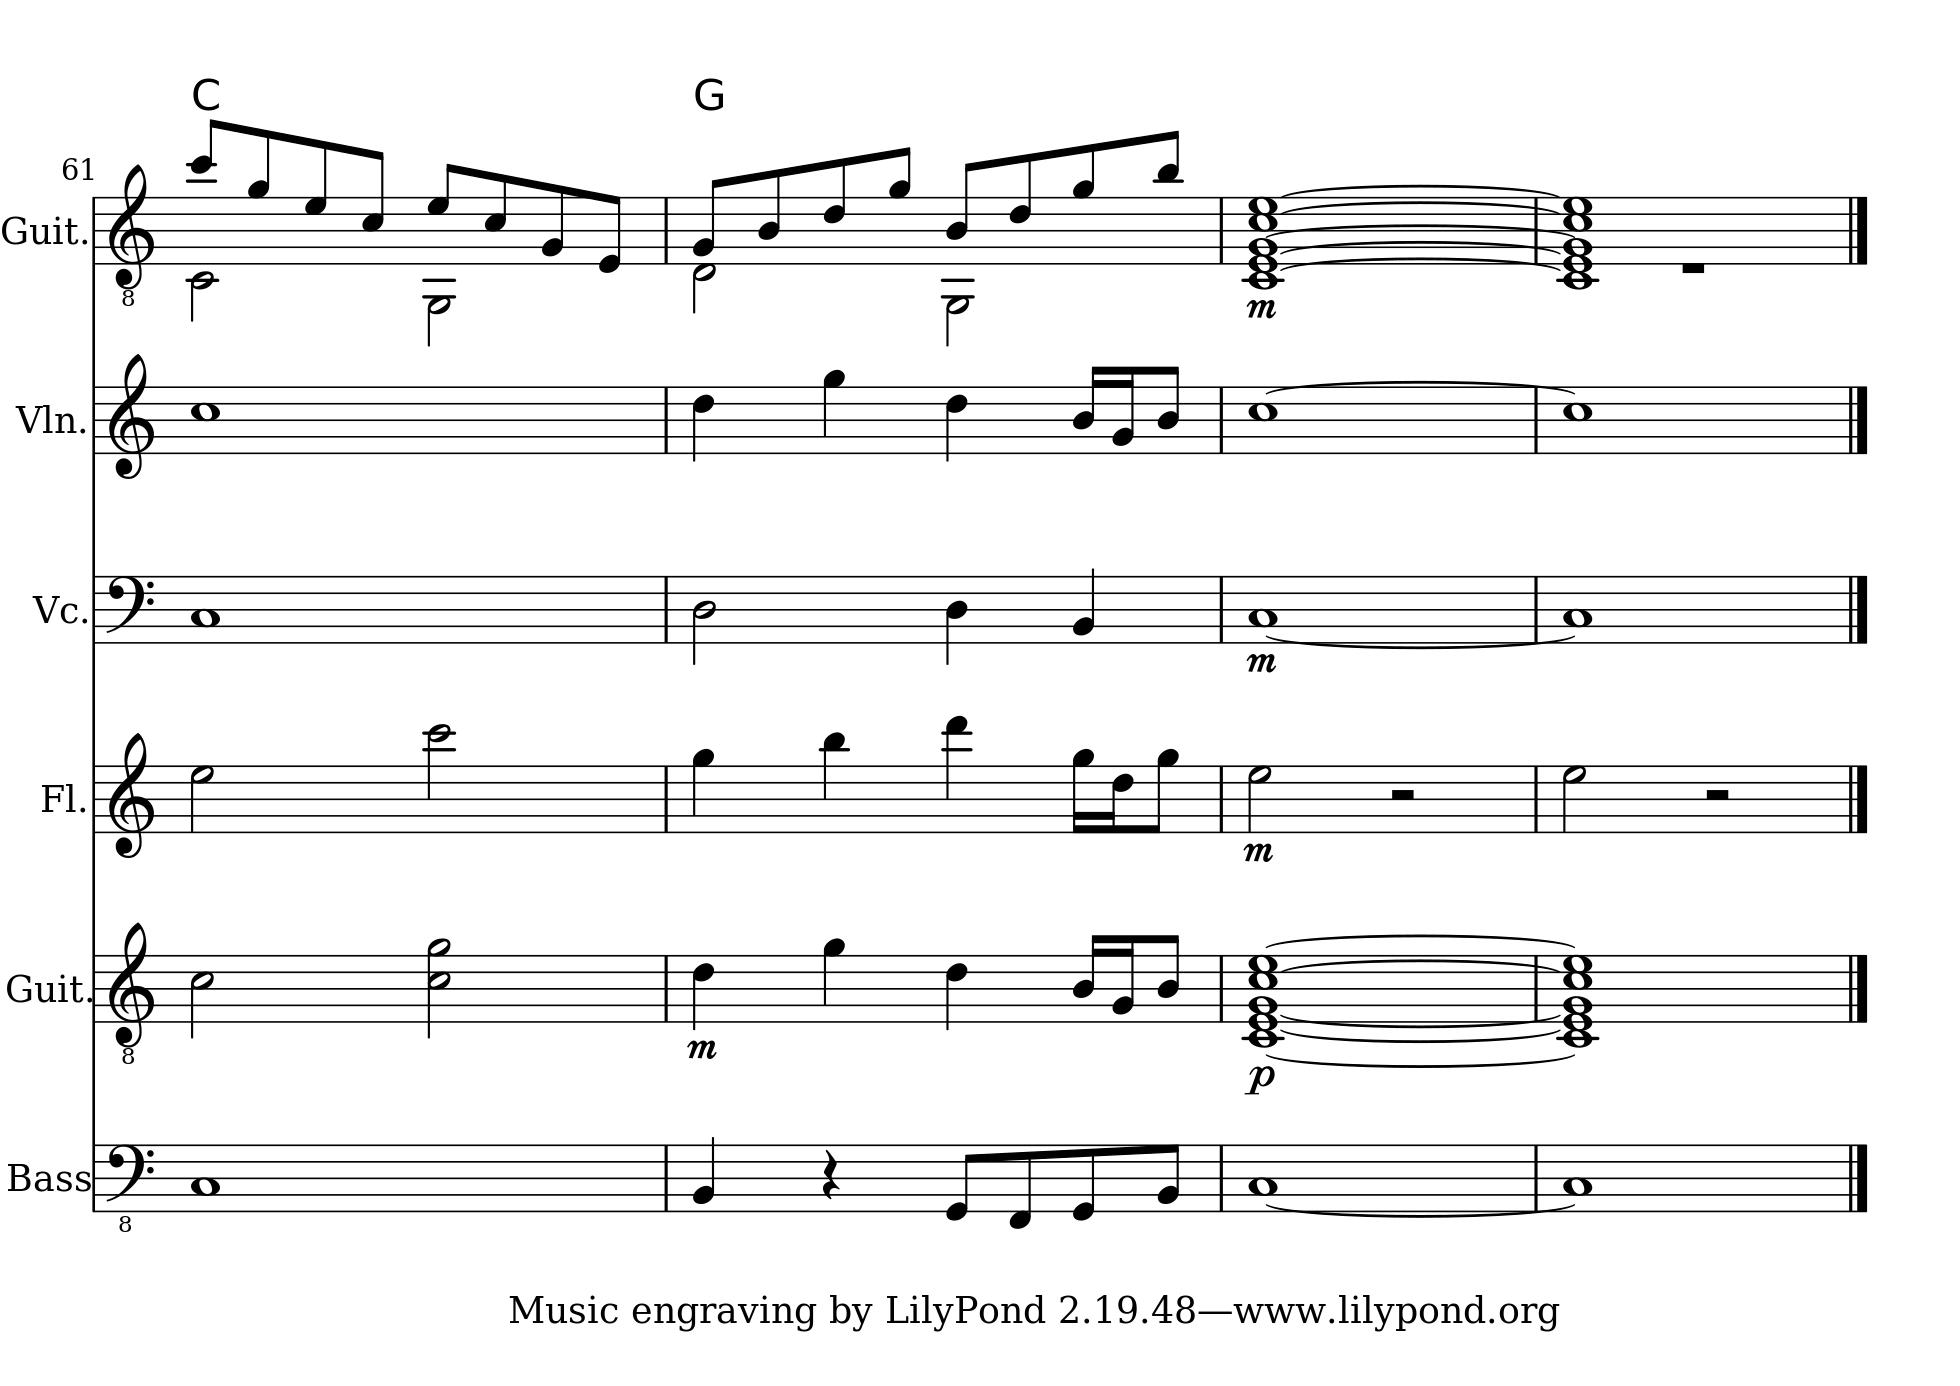 C G
61
Guit.
8
m
Vln.
Vc.
m
Fl.
m
Guit.
8
m
p
Bass
8
Music engraving by LilyPond 2.19.48—www.lilypond.org